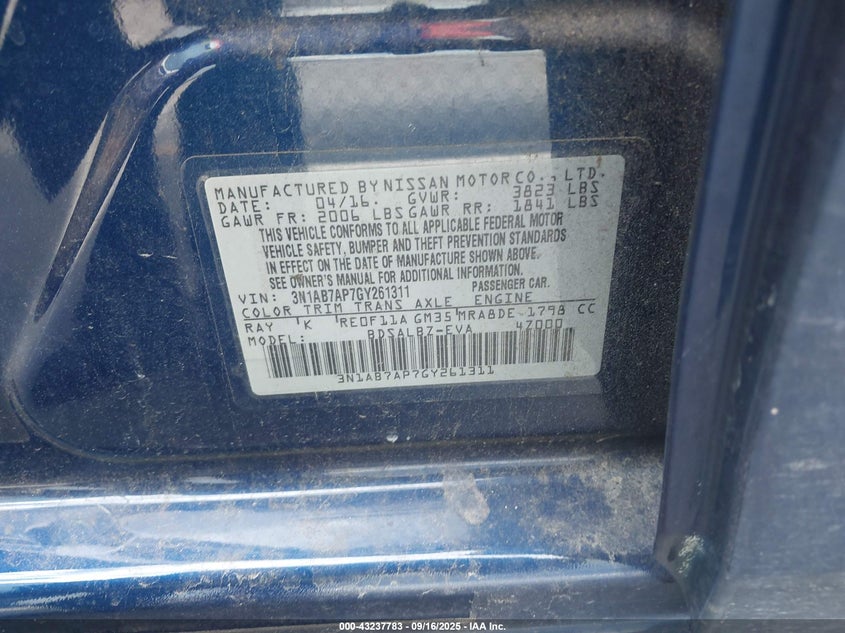 MANUFACTURED BY NISSAN MOTOR CO., LTD.
DATE: 04/16. GVWR: 3823 LBS
GAWR FR: 2006 LBS GAWR RR: 1841 LBS
THIS VEHICLE CONFORMS TO ALL APPLICABLE FEDERAL MOTOR
VEHICLE SAFETY, BUMPER AND THEFT PREVENTION STANDARDS
IN EFFECT ON THE DATE OF MANUFACTURE SHOWN ABOVE.
SEE OWNER'S MANUAL FOR ADDITIONAL INFORMATION.
VIN: 3N1AB7AP7GY261311 PASSENGER CAR.
COLOR TRIM TRANS AXLE ENGINE
RAY K RE0F11A GM35 MRA8DE 1798 CC
MODEL: BDSALBZ-EVA 47000
3N1AB7AP7GY261311
000-43237783 - 09/16/2025 - IAA Inc.